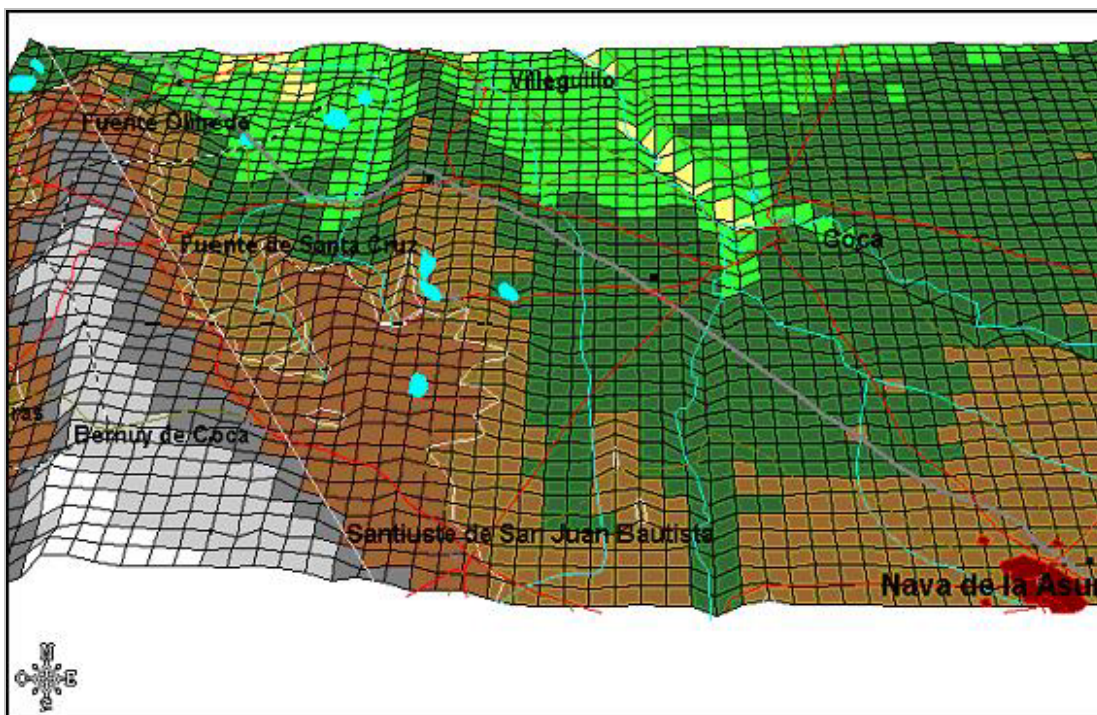 Villeguillo
Fuente Olmedo
Fuente de Santa Cruz
Coca
ras
Bernuy de Coca
Santiuste de San Juan Bautista
Nava de la Asun
N
O E
S